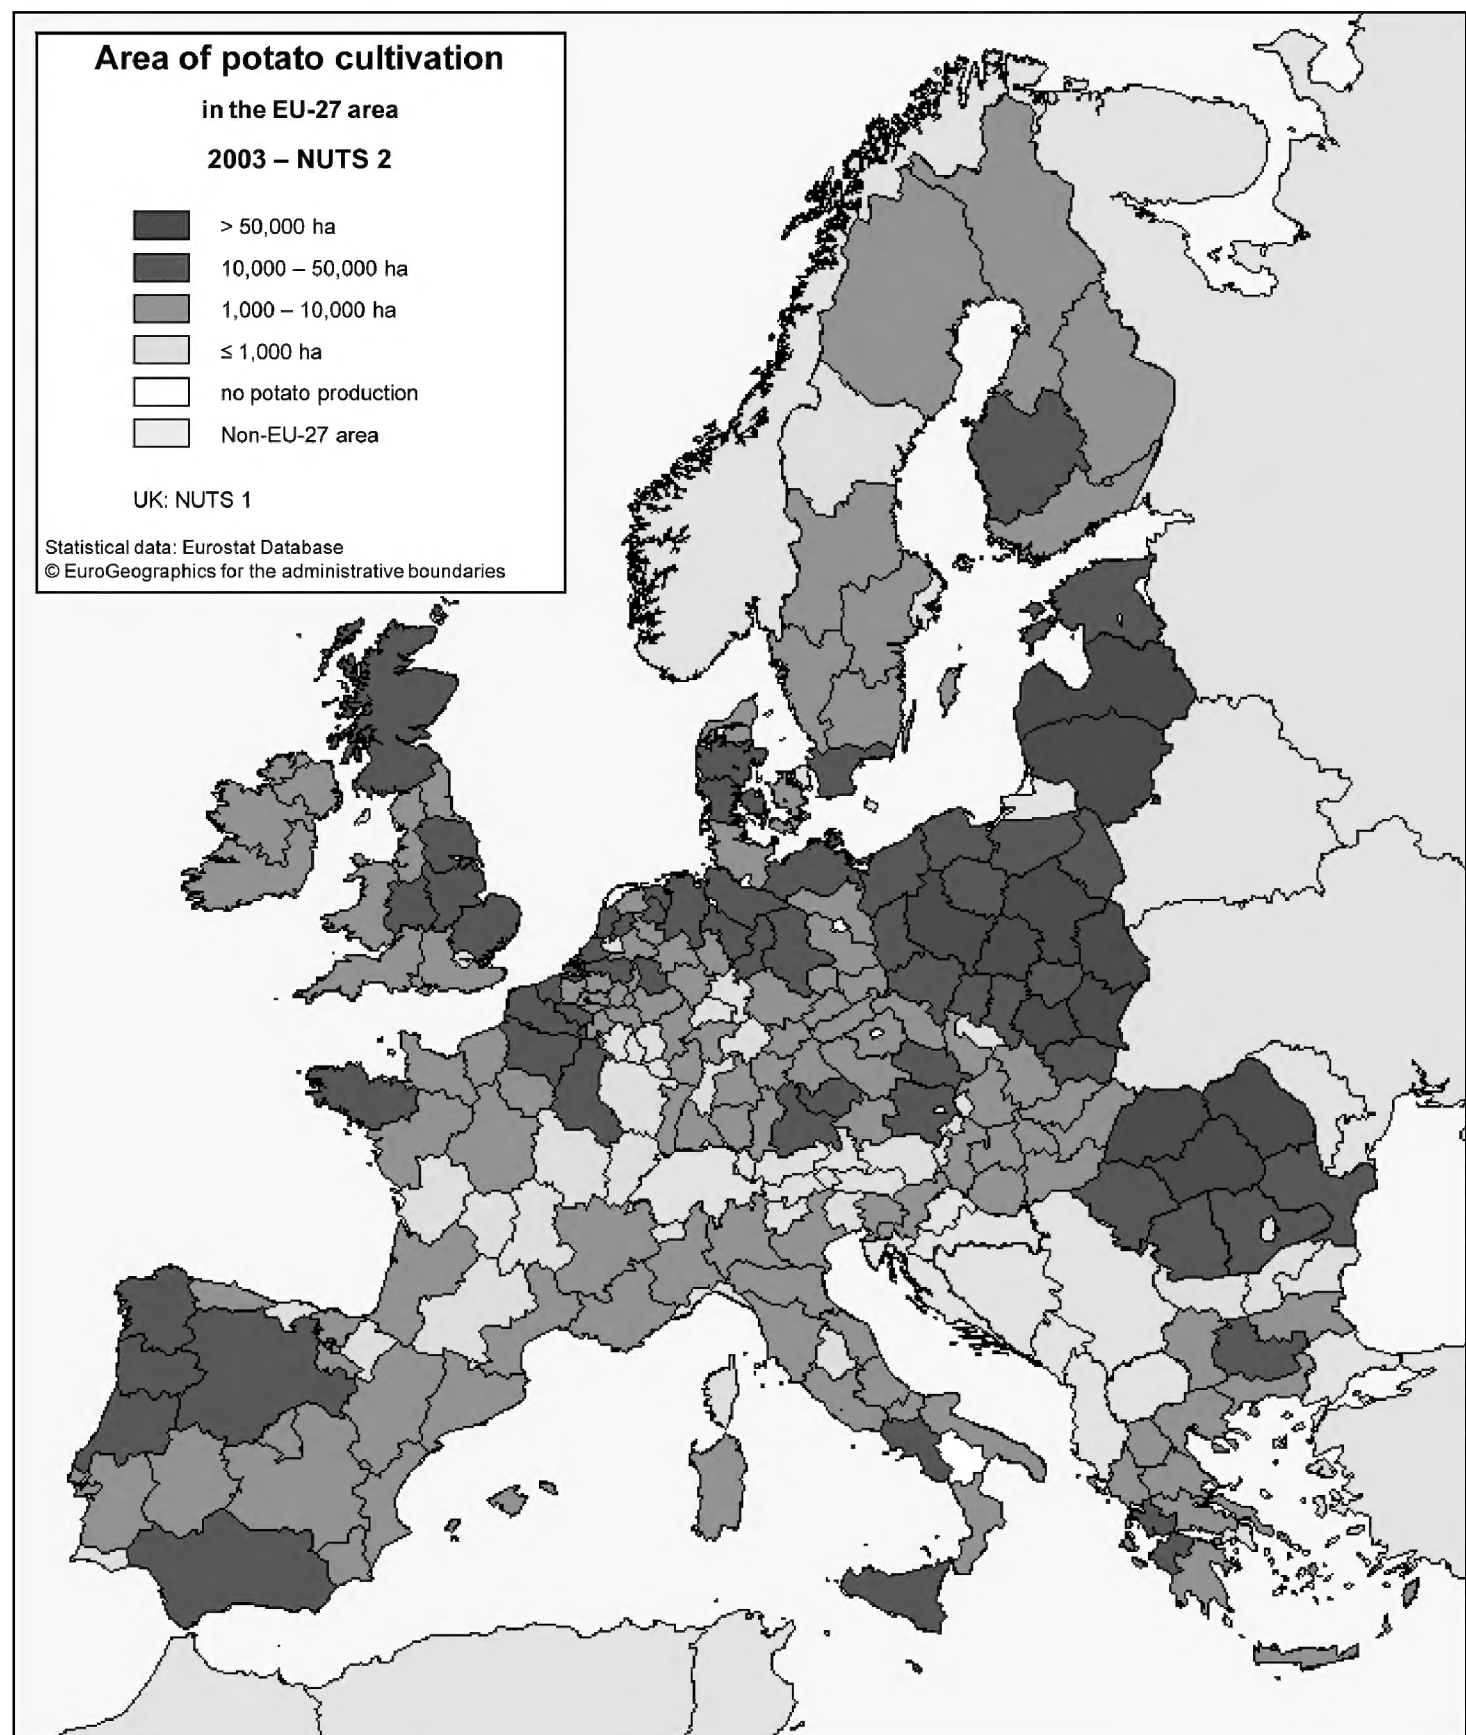 Area of potato cultivation
in the EU-27 area
2003 – NUTS 2
> 50,000 ha
10,000 – 50,000 ha
1,000 – 10,000 ha
≤ 1,000 ha
no potato production
Non-EU-27 area
UK: NUTS 1
Statistical data: Eurostat Database
© EuroGeographics for the administrative boundaries